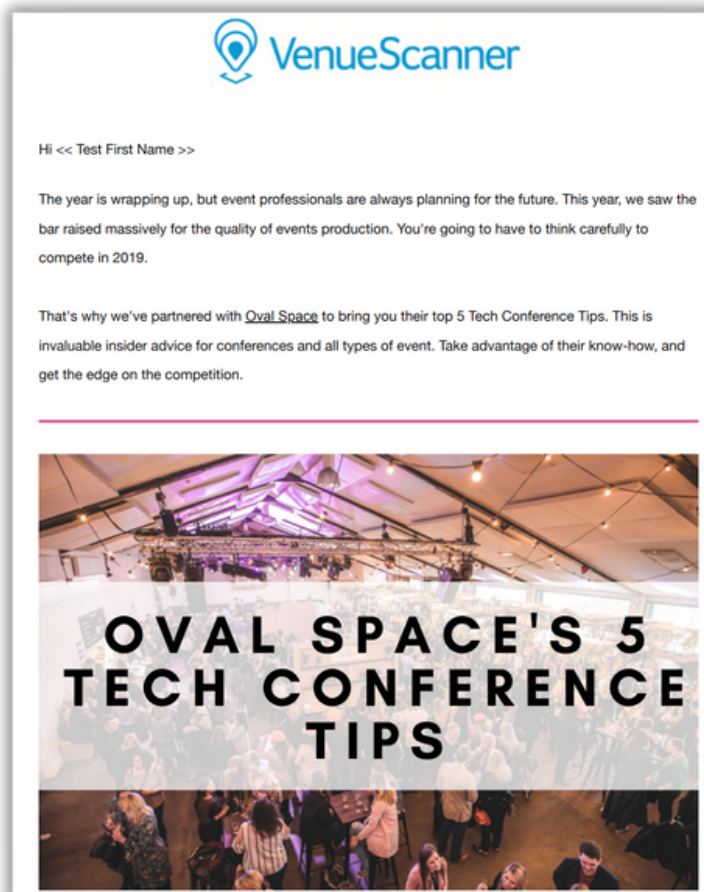 VenueScanner
Hi << Test First Name >>
The year is wrapping up, but event professionals are always planning for the future. This year, we saw the
bar raised massively for the quality of events production. You're going to have to think carefully to
compete in 2019.
That's why we've partnered with Oval Space to bring you their top 5 Tech Conference Tips. This is
invaluable insider advice for conferences and all types of event. Take advantage of their know-how, and
get the edge on the competition.
OVAL SPACE'S 5
TECH CONFERENCE
TIPS